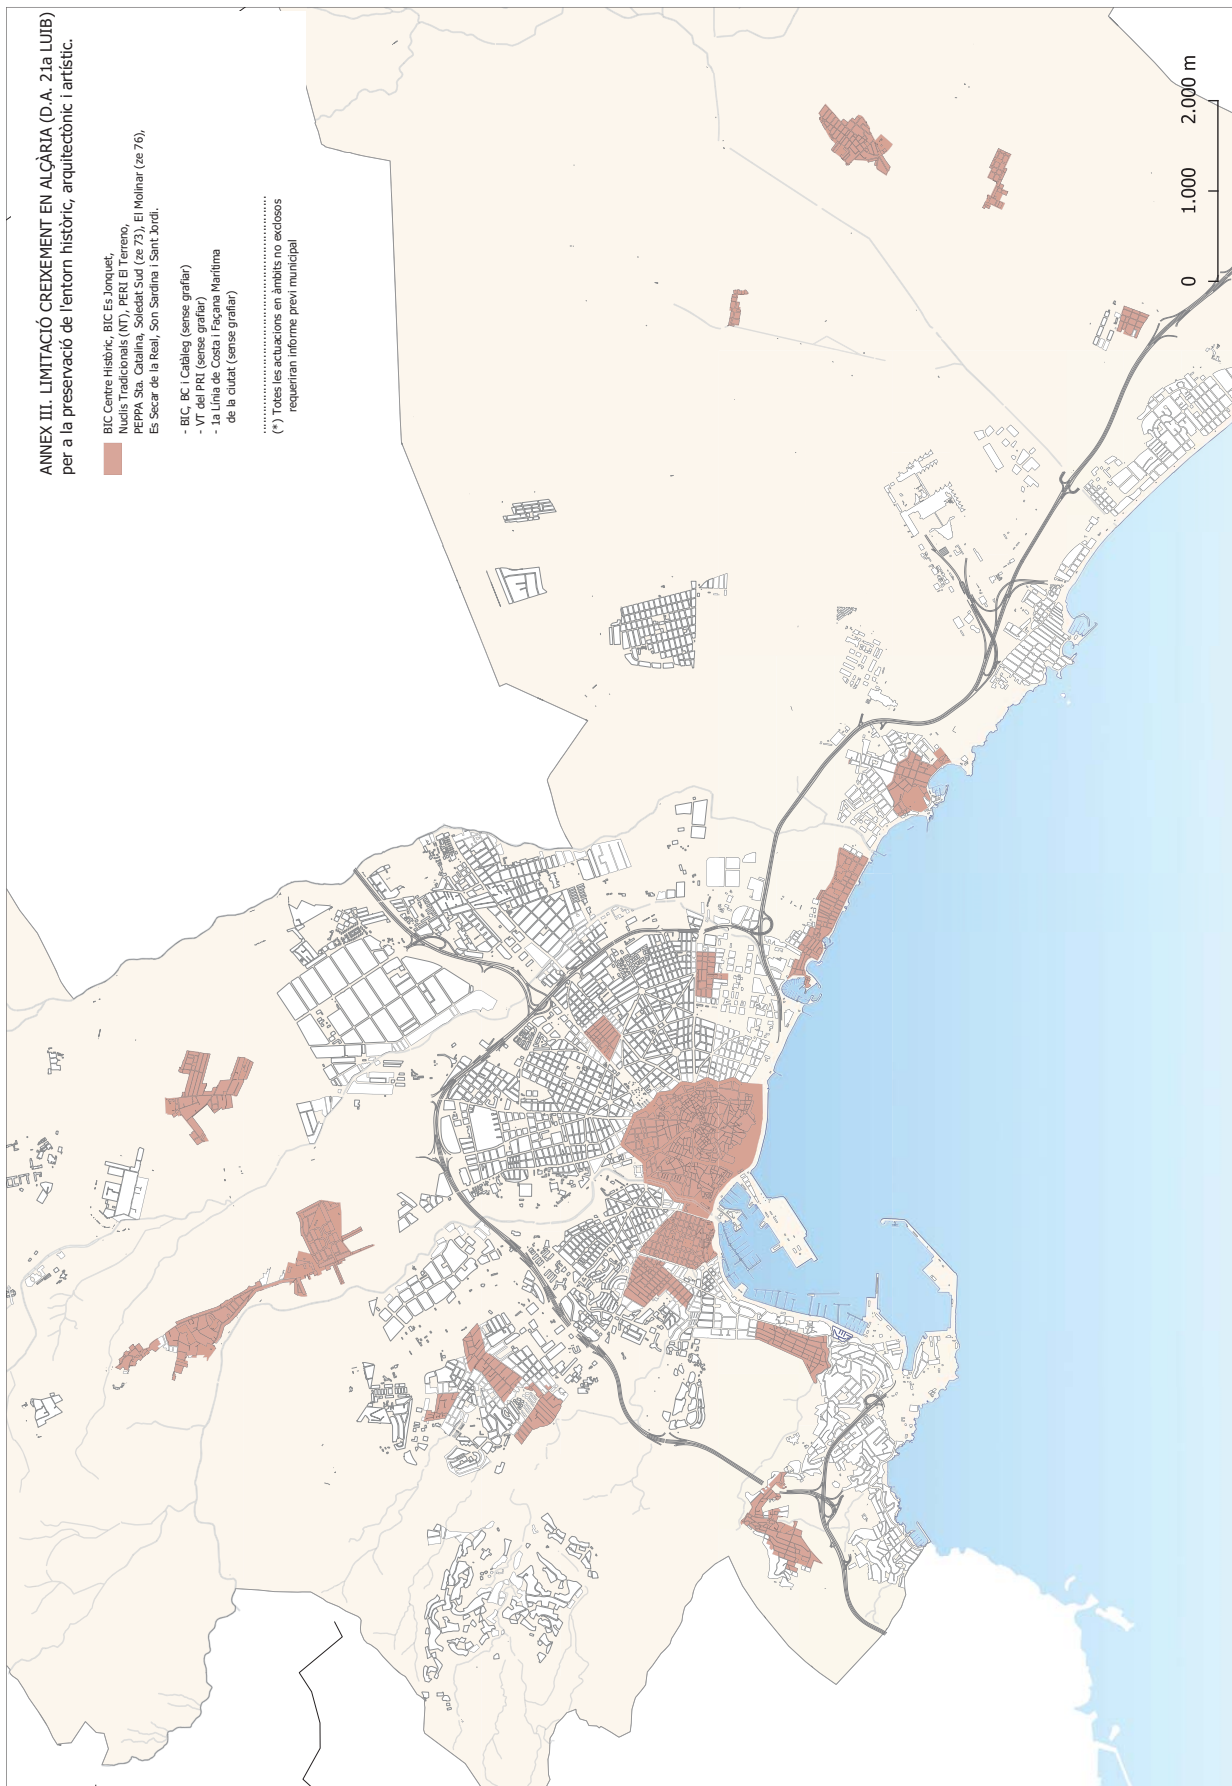 ANNEX III. LIMITACIÓ CREIXEMENT EN ALÇÀRIA (D.A. 21a LUIB)
per a la preservació de l'entorn històric, arquitectònic i artístic.
BIC Centre Històric, BIC Es Jonquet,
Nuclis Tradicionals (NT), PERI El Terreno,
PEPPA Sta. Catalina, Soledat Sud (ze 73), El Molinar (ze 76),
Es Secar de la Real, Son Sardina i Sant Jordi.
- BIC, BC i Catàleg (sense grafiar)
- VT del PRI (sense grafiar)
- 1a Línia de Costa i Façana Marítima
de la ciutat (sense grafiar)
(*) Totes les actuacions en àmbits no exclosos
requeriran informe previ municipal
0 1.000 2.000 m